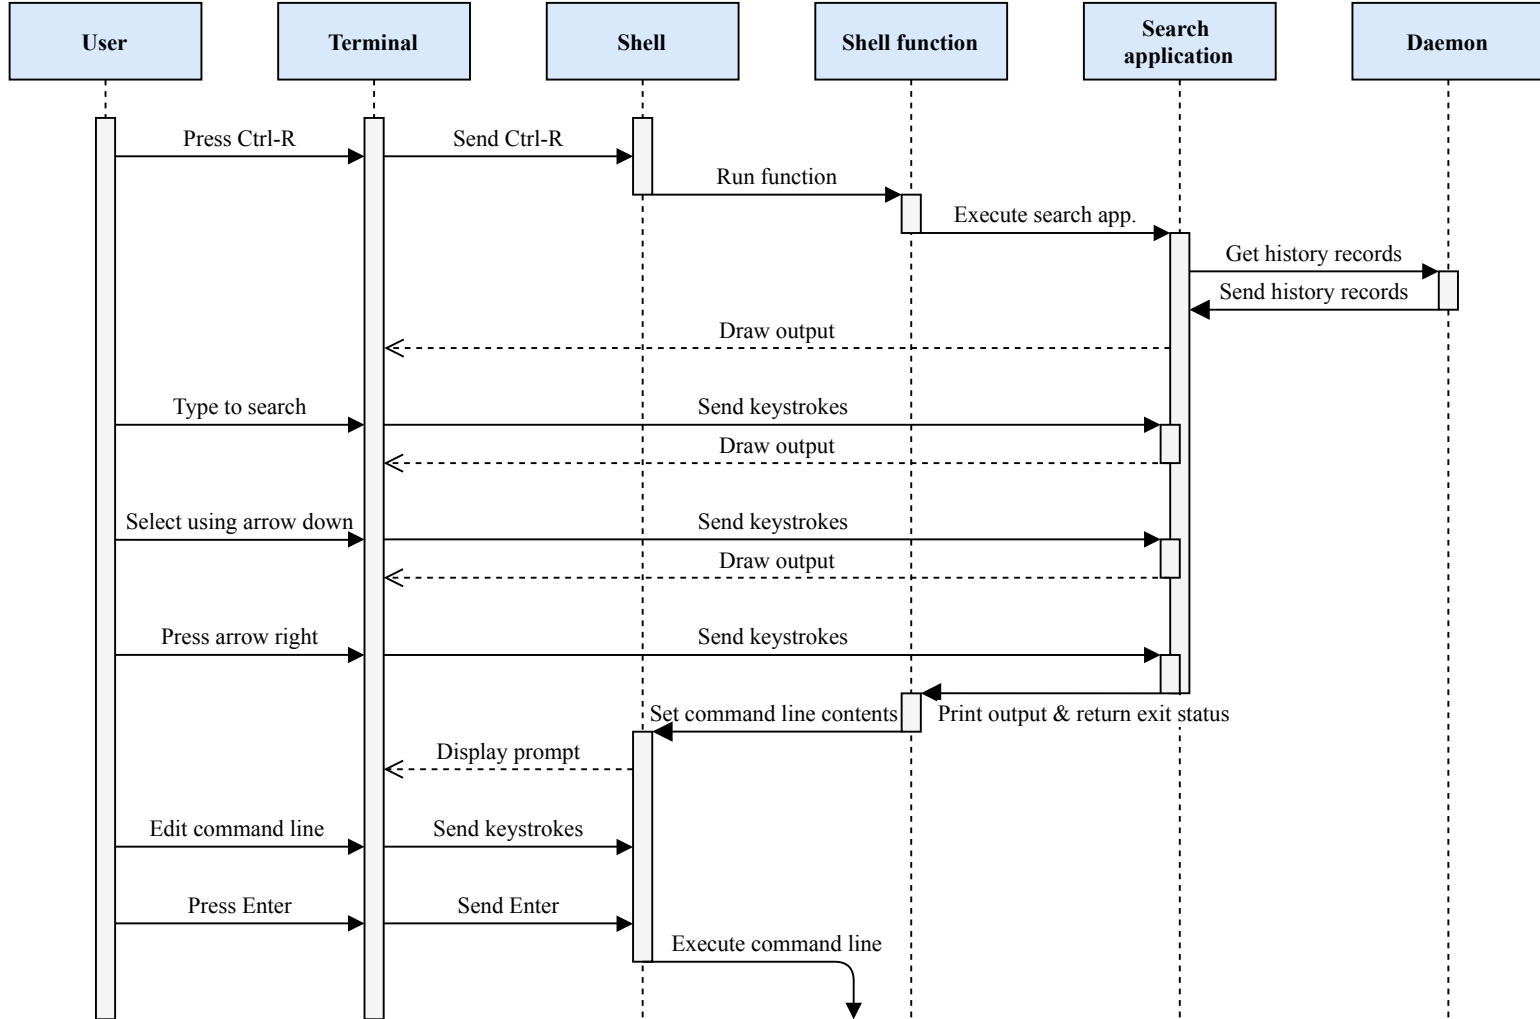 User
Terminal
Shell
Shell function
Search
application
Daemon
Press Ctrl-R
Send Ctrl-R
Run function
Execute search app.
Get history records
Send history records
Draw output
Type to search
Send keystrokes
Draw output
Select using arrow down
Send keystrokes
Draw output
Press arrow right
Send keystrokes
Set command line contents
Print output & return exit status
Display prompt
Edit command line
Send keystrokes
Press Enter
Send Enter
Execute command line